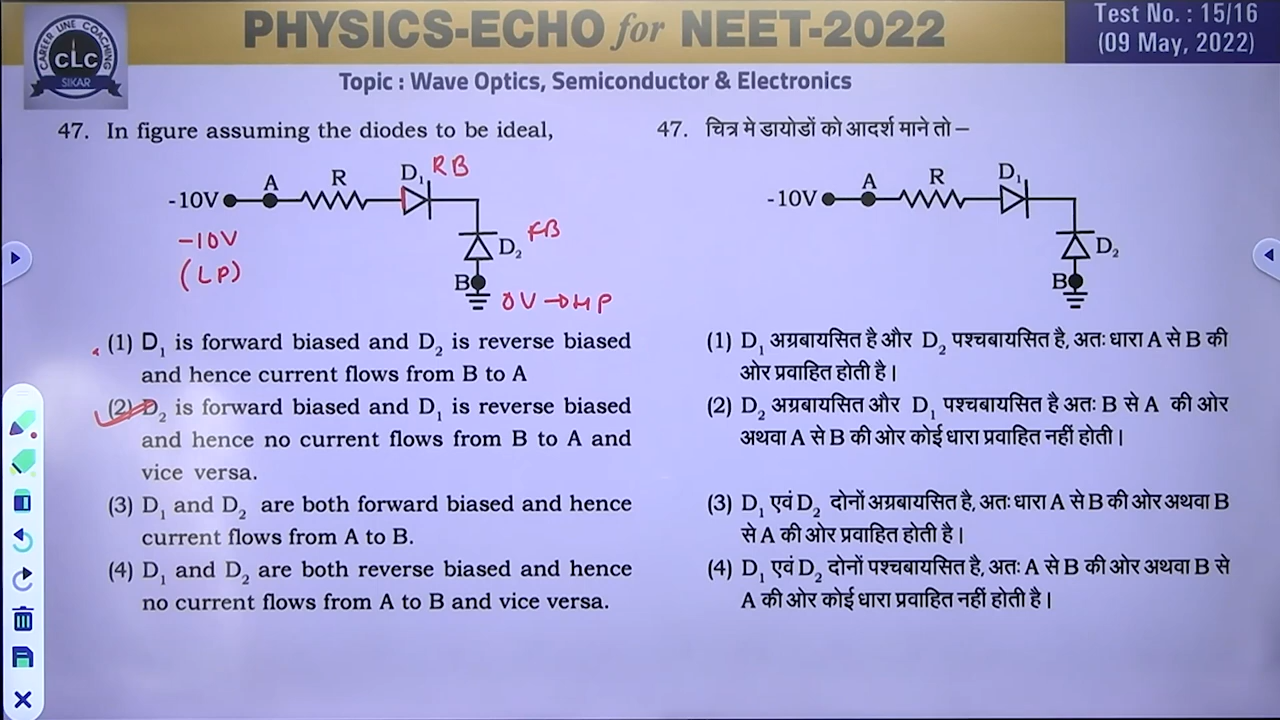 CAREER LINE COACHING
CLC
SIKAR
PHYSICS-ECHO for NEET-2022
Test No. : 15/16
(09 May, 2022)
Topic : Wave Optics, Semiconductor & Electronics
47. In figure assuming the diodes to be ideal,
-10V A R D₁ RB
-10V
(LP)
D₂ FB
B
0V → HP
(1) D₁ is forward biased and D₂ is reverse biased
and hence current flows from B to A
(2) D₂ is forward biased and D₁ is reverse biased
and hence no current flows from B to A and
vice versa.
(3) D₁ and D₂ are both forward biased and hence
current flows from A to B.
(4) D₁ and D₂ are both reverse biased and hence
no current flows from A to B and vice versa.
47. चित्र मे डायोडों को आदर्श माने तो –
-10V A R D₁
D₂
B
(1) D₁ अग्रबायसित है और D₂ पश्चबायसित है, अतः धारा A से B की
ओर प्रवाहित होती है।
(2) D₂ अग्रबायसित और D₁ पश्चबायसित है अतः B से A की ओर
अथवा A से B की ओर कोई धारा प्रवाहित नहीं होती।
(3) D₁ एवं D₂ दोनों अग्रबायसित है, अतः धारा A से B की ओर अथवा B
से A की ओर प्रवाहित होती है।
(4) D₁ एवं D₂ दोनों पश्चबायसित है, अतः A से B की ओर अथवा B से
A की ओर कोई धारा प्रवाहित नहीं होती है।